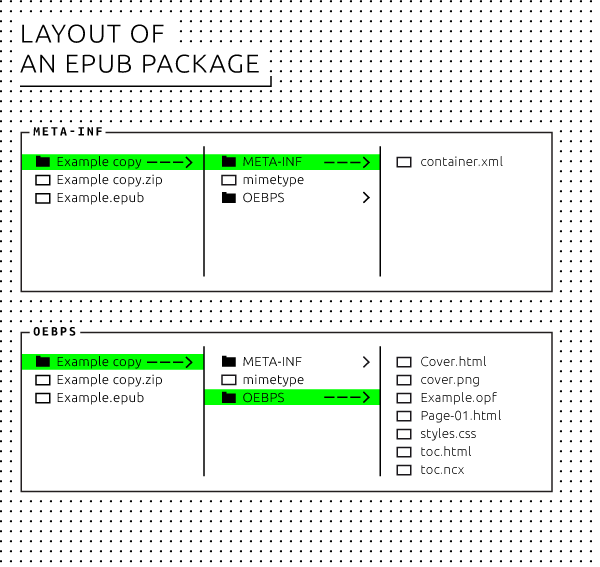 LAYOUT OF
AN EPUB PACKAGE
META-INF
Example copy
Example copy.zip
Example.epub
META-INF
mimetype
OEBPS
container.xml
OEBPS
Example copy
Example copy.zip
Example.epub
META-INF
mimetype
OEBPS
Cover.html
cover.png
Example.opf
Page-01.html
styles.css
toc.html
toc.ncx